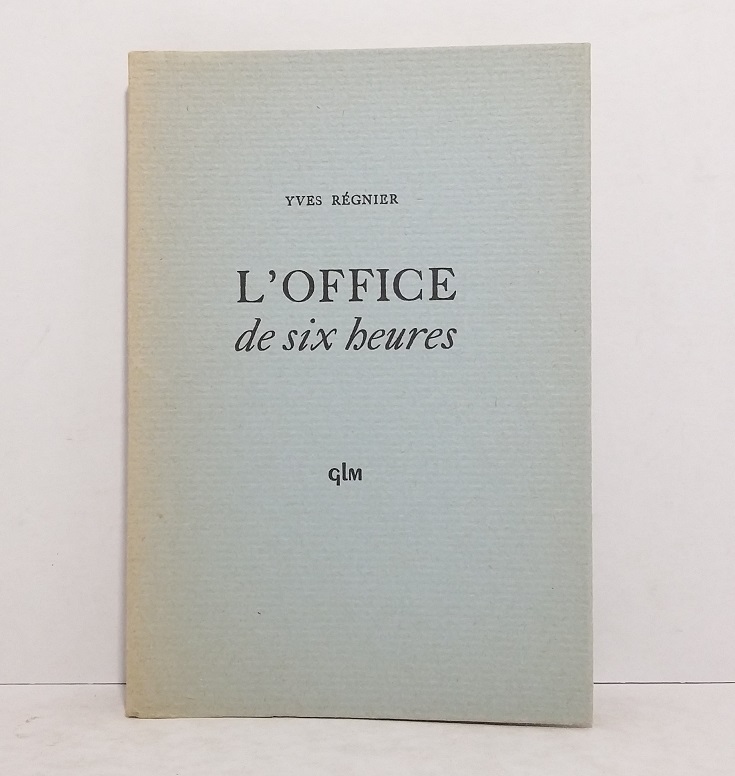 YVES RÉGNIER
L'OFFICE
de six heures
glm